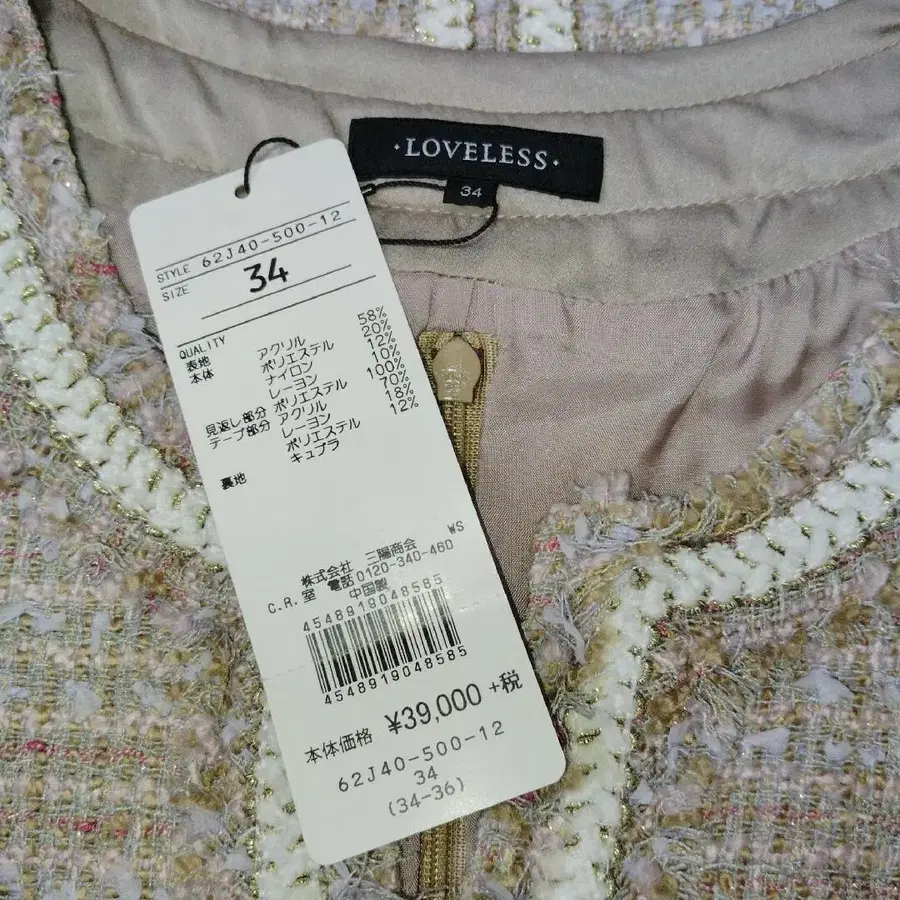 ·LOVELESS·
34
STYLE 62J40-500-12
SIZE 34
QUALITY
表地 アクリル 58%
本体 ポリエステル 20%
ナイロン 12%
レーヨン 10%
見返し部分 ポリエステル 100%
テープ部分 アクリル 70%
レーヨン 18%
ポリエステル 12%
裏地 キュプラ
WS
株式会社 三陽商会
C.R.室 電話0120-340-460
中国製
4548919048585
4548919048585
本体価格 ¥39,000 +税
62J40-500-12
34
(34-36)